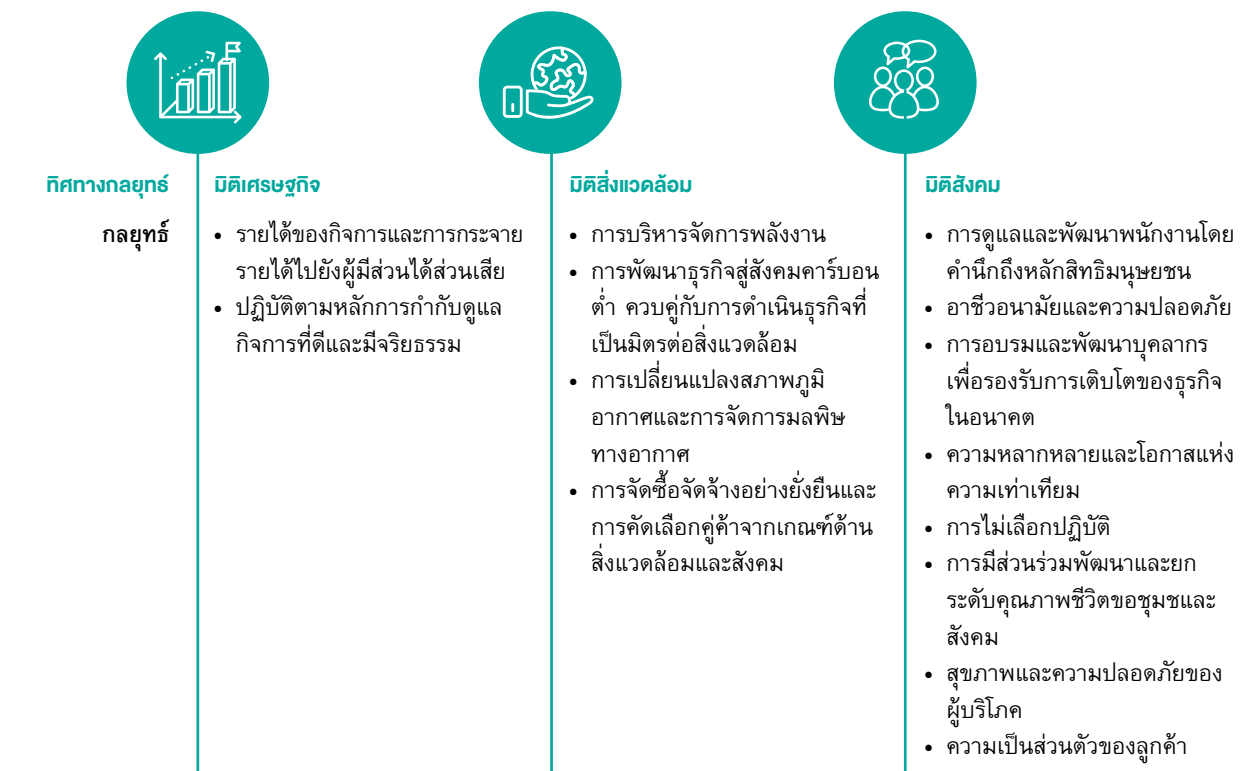 ทิศทางกลยุทธ์
กลยุทธ์
มิติเศรษฐกิจ
• รายได้ของกิจการและการกระจาย
รายได้ไปยังผู้มีส่วนได้ส่วนเสีย
• ปฏิบัติตามหลักการกำกับดูแล
กิจการที่ดีและมีจริยธรรม
มิติสิ่งแวดล้อม
• การบริหารจัดการพลังงาน
• การพัฒนาธุรกิจสู่สังคมคาร์บอน
ต่ำ ควบคู่กับการดำเนินธุรกิจที่
เป็นมิตรต่อสิ่งแวดล้อม
• การเปลี่ยนแปลงสภาพภูมิ
อากาศและการจัดการมลพิษ
ทางอากาศ
• การจัดซื้อจัดจ้างอย่างยั่งยืนและ
การคัดเลือกคู่ค้าจากเกณฑ์ด้าน
สิ่งแวดล้อมและสังคม
มิติสังคม
• การดูแลและพัฒนาพนักงานโดย
คำนึกถึงหลักสิทธิมนุษยชน
• อาชีวอนามัยและความปลอดภัย
• การอบรมและพัฒนาบุคลากร
เพื่อรองรับการเติบโตของธุรกิจ
ในอนาคต
• ความหลากหลายและโอกาสแห่ง
ความเท่าเทียม
• การไม่เลือกปฏิบัติ
• การมีส่วนร่วมพัฒนาและยก
ระดับคุณภาพชีวิตขอชุมชและ
สังคม
• สุขภาพและความปลอดภัยของ
ผู้บริโภค
• ความเป็นส่วนตัวของลูกค้า